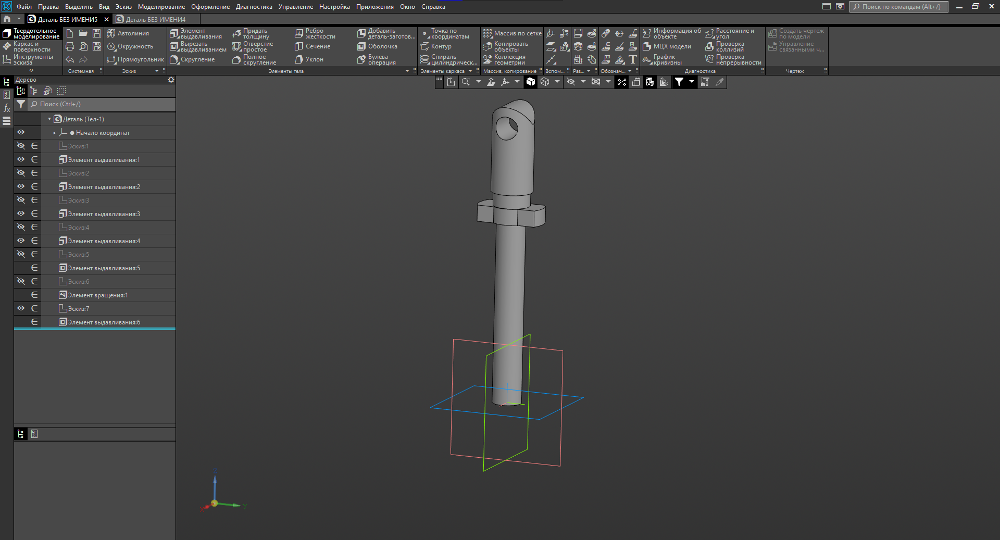 Файл Правка Выделить Вид Эскиз Моделирование Оформление Диагностика Управление Настройка Приложения Окно Справка Поиск по командам (Alt+/)
Деталь БЕЗ ИМЕНИ5 Деталь БЕЗ ИМЕНИ4
Твердотельное моделирование
Каркас и поверхности
Инструменты эскиза
Системная
Автолиния
Окружность
Прямоугольник
Эскиз
Элемент выдавливания
Вырезать выдавливанием
Скругление
Придать толщину
Отверстие простое
Полное скругление
Ребро жесткости
Сечение
Уклон
Добавить деталь-заготов...
Оболочка
Булева операция
Элементы тела
Точка по координатам
Контур
Спираль цилиндрическ...
Элементы каркаса
Массив по сетке
Копировать объекты
Коллекция геометрии
Массив, копирование
Вспом...
Раз...
Обознач...
Информация об объекте
МЦХ модели
График кривизны
Расстояние и угол
Проверка коллизий
Проверка непрерывности
Диагностика
Создать чертеж по модели
Управление связанными ч...
Чертеж
Дерево
Поиск (Ctrl+/)
Деталь (Тел-1)
Начало координат
Эскиз:1
Элемент выдавливания:1
Эскиз:2
Элемент выдавливания:2
Эскиз:3
Элемент выдавливания:3
Эскиз:4
Элемент выдавливания:4
Эскиз:5
Элемент выдавливания:5
Эскиз:6
Элемент вращения:1
Эскиз:7
Элемент выдавливания:6
Z
X
Y